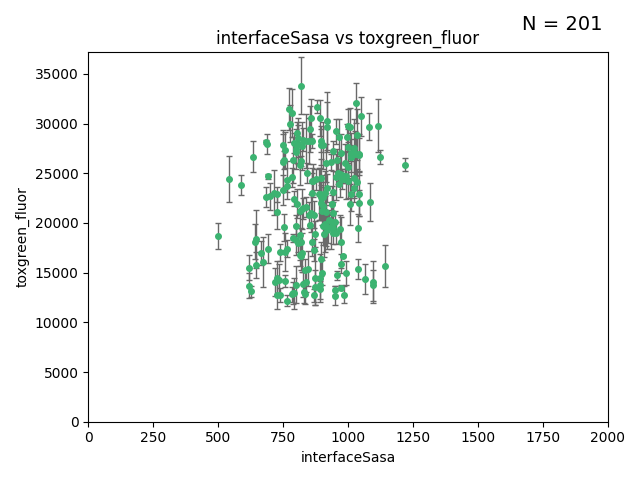 N = 201
interfaceSasa vs toxgreen_fluor
35000
30000
25000
20000
15000
10000
5000
0
toxgreen_fluor
0 250 500 750 1000 1250 1500 1750 2000
interfaceSasa